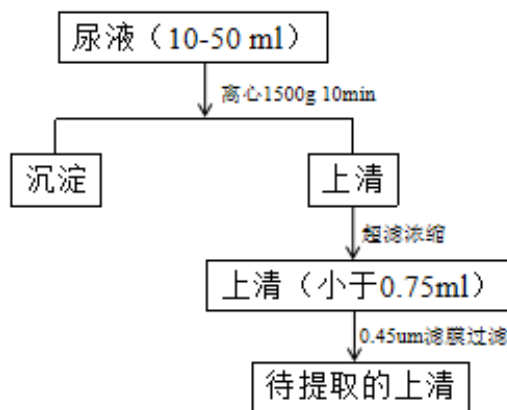 尿液（10-50 ml）
离心1500g 10min
沉淀
上清
超滤浓缩
上清（小于0.75ml）
0.45um滤膜过滤
待提取的上清